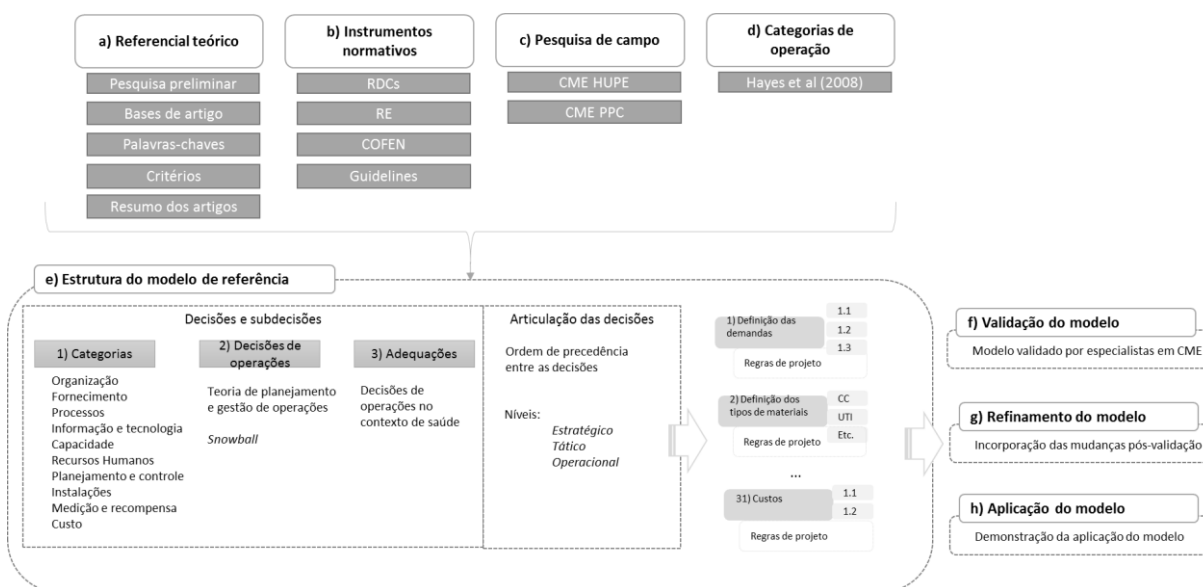 a) Referencial teórico
Pesquisa preliminar
Bases de artigo
Palavras-chaves
Critérios
Resumo dos artigos
b) Instrumentos
normativos
RDCs
RE
COFEN
Guidelines
c) Pesquisa de campo
CME HUPE
CME PPC
d) Categorias de
operação
Hayes et al (2008)
e) Estrutura do modelo de referência
Decisões e subdecisões
1) Categorias
Organização
Fornecimento
Processos
Informação e tecnologia
Capacidade
Recursos Humanos
Planejamento e controle
Instalações
Medição e recompensa
Custo
2) Decisões de
operações
Teoria de planejamento
e gestão de operações
Snowball
3) Adequações
Decisões de
operações no
contexto de saúde
Articulação das decisões
Ordem de precedência
entre as decisões
Níveis:
Estratégico
Tático
Operacional
1) Definição das
demandas
1.1
1.2
1.3
Regras de projeto
2) Definição dos
tipos de materiais
CC
UTI
Etc.
Regras de projeto
...
31) Custos
1.1
1.2
Regras de projeto
f) Validação do modelo
Modelo validado por especialistas em CME
g) Refinamento do modelo
Incorporação das mudanças pós-validação
h) Aplicação do modelo
Demonstração da aplicação do modelo